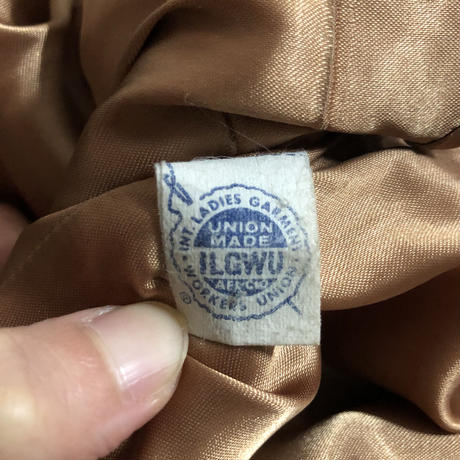 INT. LADIES GARMENT
UNION
MADE
ILGWU
AFL-CIO
WORKERS UNION
®